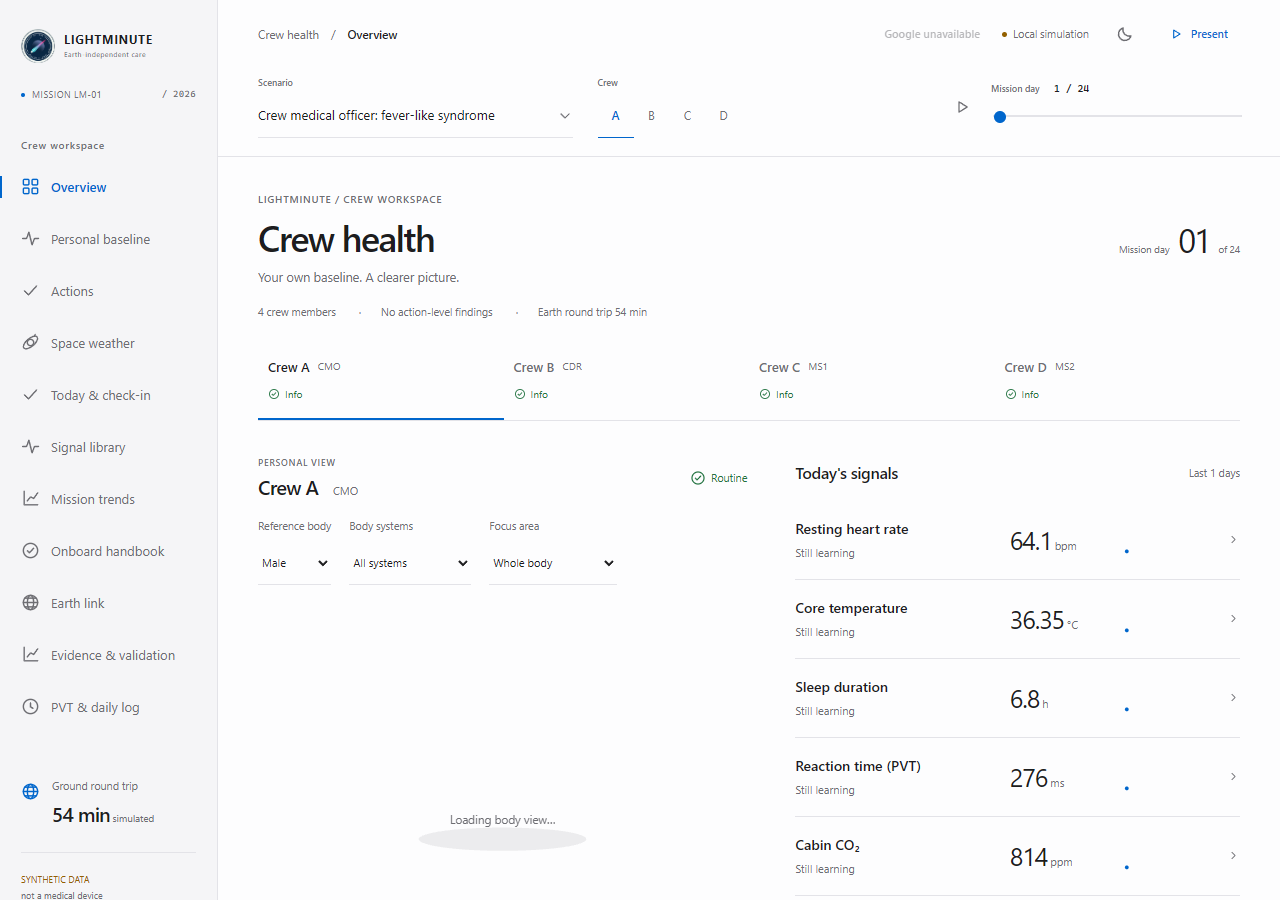 LIGHTMINUTE
Earth independent care
MISSION LM-01 / 2026
Crew workspace
Overview
Personal baseline
Actions
Space weather
Today & check-in
Signal library
Mission trends
Onboard handbook
Earth link
Evidence & validation
PVT & daily log
Ground round trip
54 min simulated
SYNTHETIC DATA
not a medical device
Crew health / Overview
Google unavailable
Local simulation
Present
Scenario
Crew medical officer: fever-like syndrome
Crew
A B C D
Mission day 1 / 24
LIGHTMINUTE / CREW WORKSPACE
Crew health
Your own baseline. A clearer picture.
Mission day 01 of 24
4 crew members · No action-level findings · Earth round trip 54 min
Crew A CMO
Info
Crew B CDR
Info
Crew C MS1
Info
Crew D MS2
Info
PERSONAL VIEW
Crew A CMO
Routine
Reference body
Male
Body systems
All systems
Focus area
Whole body
Loading body view...
Today's signals
Last 1 days
Resting heart rate
Still learning
64.1 bpm
Core temperature
Still learning
36.35 °C
Sleep duration
Still learning
6.8 h
Reaction time (PVT)
Still learning
276 ms
Cabin CO₂
Still learning
814 ppm